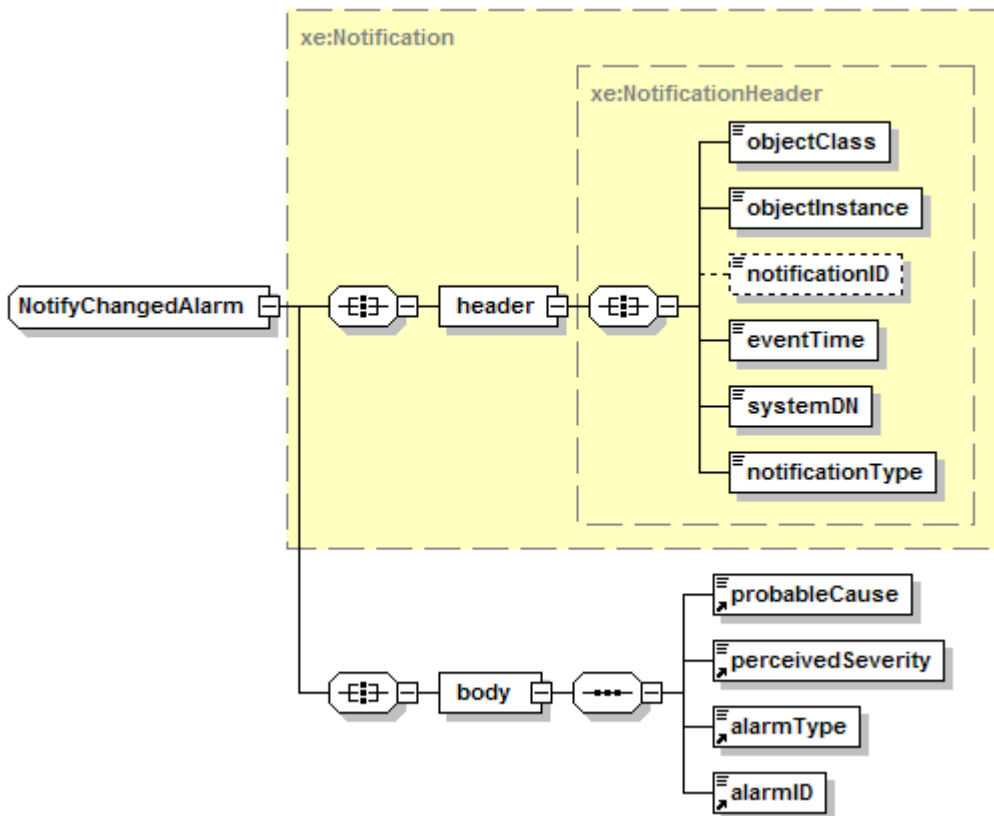 xe:Notification
xe:NotificationHeader
objectClass
objectInstance
notificationID
NotifyChangedAlarm
header
eventTime
systemDN
notificationType
probableCause
perceivedSeverity
body
alarmType
alarmID